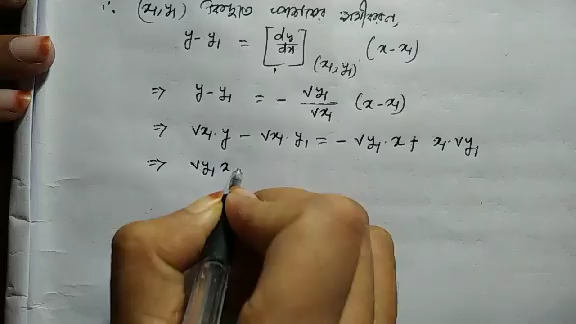 ∴ (x₁, y₁) বিন্দুতে স্পর্শকের সমীকরণ,
y - y₁ = [dy/dx](x₁, y₁) (x - x₁)
⇒ y - y₁ = - √y₁/√x₁ (x - x₁)
⇒ √x₁ · y - √x₁ · y₁ = - √y₁ · x + x₁ · √y₁
⇒ √y₁ x